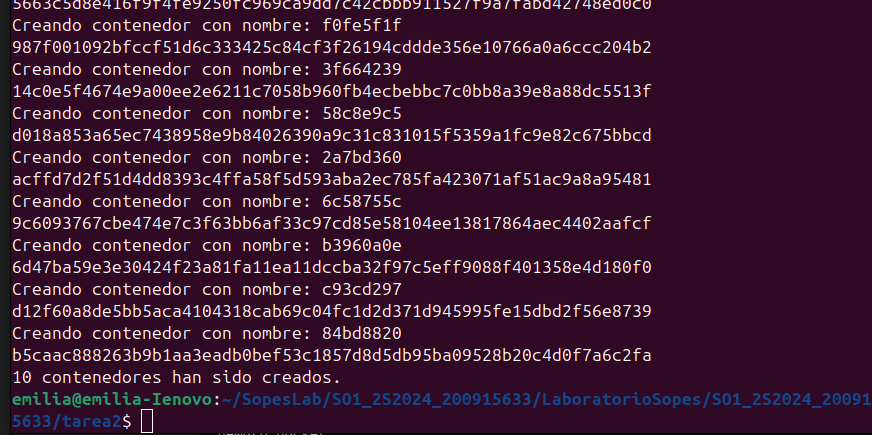 5663c5d8e416f9f4fe9250fc969ca9dd7c42cbbb911527f9a7fabd42748ed0c0
Creando contenedor con nombre: f0fe5f1f
987f001092bfccf51d6c333425c84cf3f26194cddde356e10766a0a6ccc204b2
Creando contenedor con nombre: 3f664239
14c0e5f4674e9a00ee2e6211c7058b960fb4ecbebbc7c0bb8a39e8a88dc5513f
Creando contenedor con nombre: 58c8e9c5
d018a853a65ec7438958e9b84026390a9c31c831015f5359a1fc9e82c675bbcd
Creando contenedor con nombre: 2a7bd360
acffd7d2f51d4dd8393c4ffa58f5d593aba2ec785fa423071af51ac9a8a95481
Creando contenedor con nombre: 6c58755c
9c6093767cbe474e7c3f63bb6af33c97cd85e58104ee13817864aec4402aafcf
Creando contenedor con nombre: b3960a0e
6d47ba59e3e30424f23a81fa11ea11dccba32f97c5eff9088f401358e4d180f0
Creando contenedor con nombre: c93cd297
d12f60a8de5bb5aca4104318cab69c04fc1d2d371d945995fe15dbd2f56e8739
Creando contenedor con nombre: 84bd8820
b5caac888263b9b1aa3eadb0bef53c1857d8d5db95ba09528b20c4d0f7a6c2fa
10 contenedores han sido creados.
emilia@emilia-Ienovo:~/SopesLab/SO1_2S2024_200915633/LaboratorioSopes/SO1_2S2024_20091
5633/tarea2$